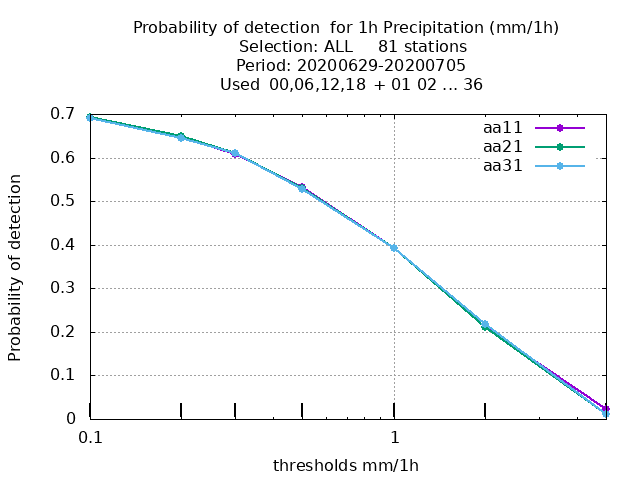 Probability of detection  for 1h Precipitation (mm/1h)
Selection: ALL     81 stations
Period: 20200629-20200705
Used  00,06,12,18  + 01 02 ... 36
aa11
aa21
aa31
0.7
0.6
0.5
0.4
0.3
0.2
0.1
0
Probability of detection
0.1
1
thresholds mm/1h